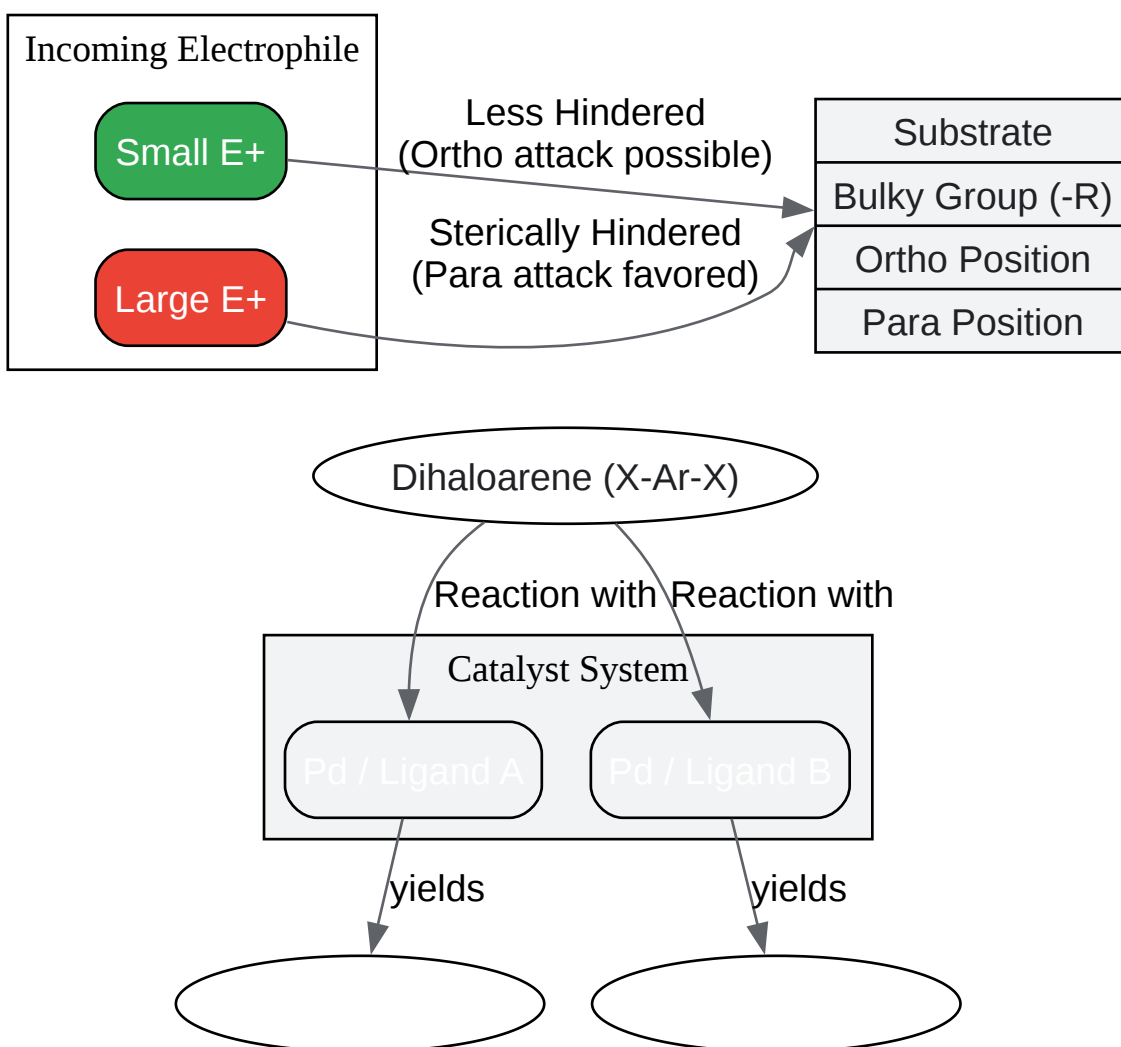 Incoming Electrophile
Small E+
Large E+
Less Hindered
(Ortho attack possible)
Sterically Hindered
(Para attack favored)
Substrate
Bulky Group (-R)
Ortho Position
Para Position
Dihaloarene (X-Ar-X)
Reaction with
Reaction with
Catalyst System
Pd / Ligand A
Pd / Ligand B
yields
yields